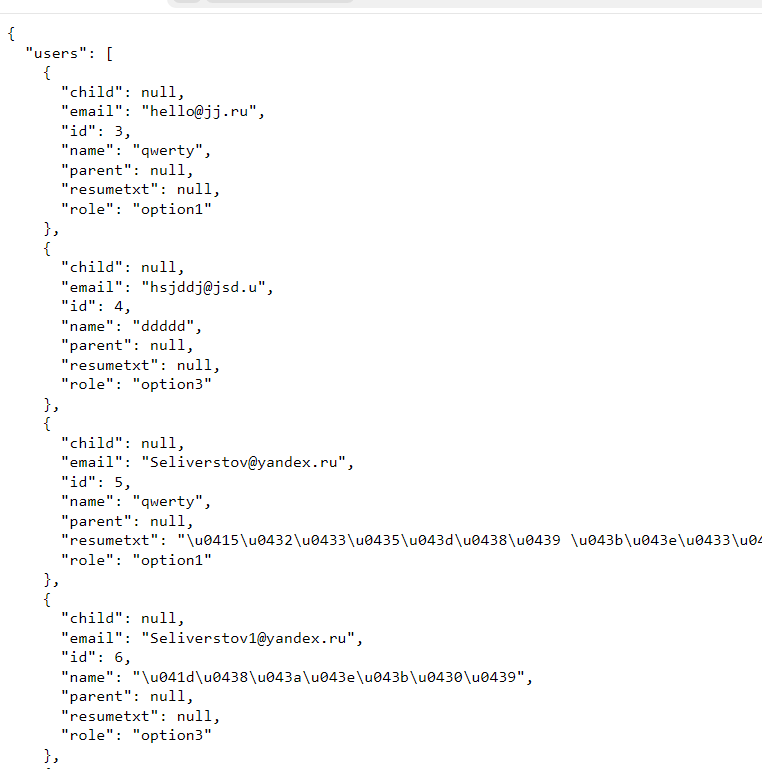 {
"users": [
{
"child": null,
"email": "hello@jj.ru",
"id": 3,
"name": "qwerty",
"parent": null,
"resumetxt": null,
"role": "option1"
},
{
"child": null,
"email": "hsjddj@jsd.u",
"id": 4,
"name": "ddddd",
"parent": null,
"resumetxt": null,
"role": "option3"
},
{
"child": null,
"email": "Seliverstov@yandex.ru",
"id": 5,
"name": "qwerty",
"parent": null,
"resumetxt": "\u0415\u0432\u0433\u0435\u043d\u0438\u0439 \u043b\u043e\u0433\u04
"role": "option1"
},
{
"child": null,
"email": "Seliverstov1@yandex.ru",
"id": 6,
"name": "\u041d\u0438\u043a\u043e\u043b\u0430\u0439",
"parent": null,
"resumetxt": null,
"role": "option3"
},